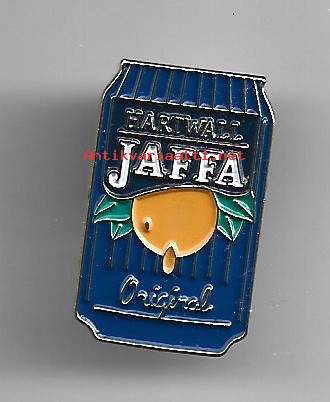 HARTWALL
Antikvariaatti.net
JAFFA
Original